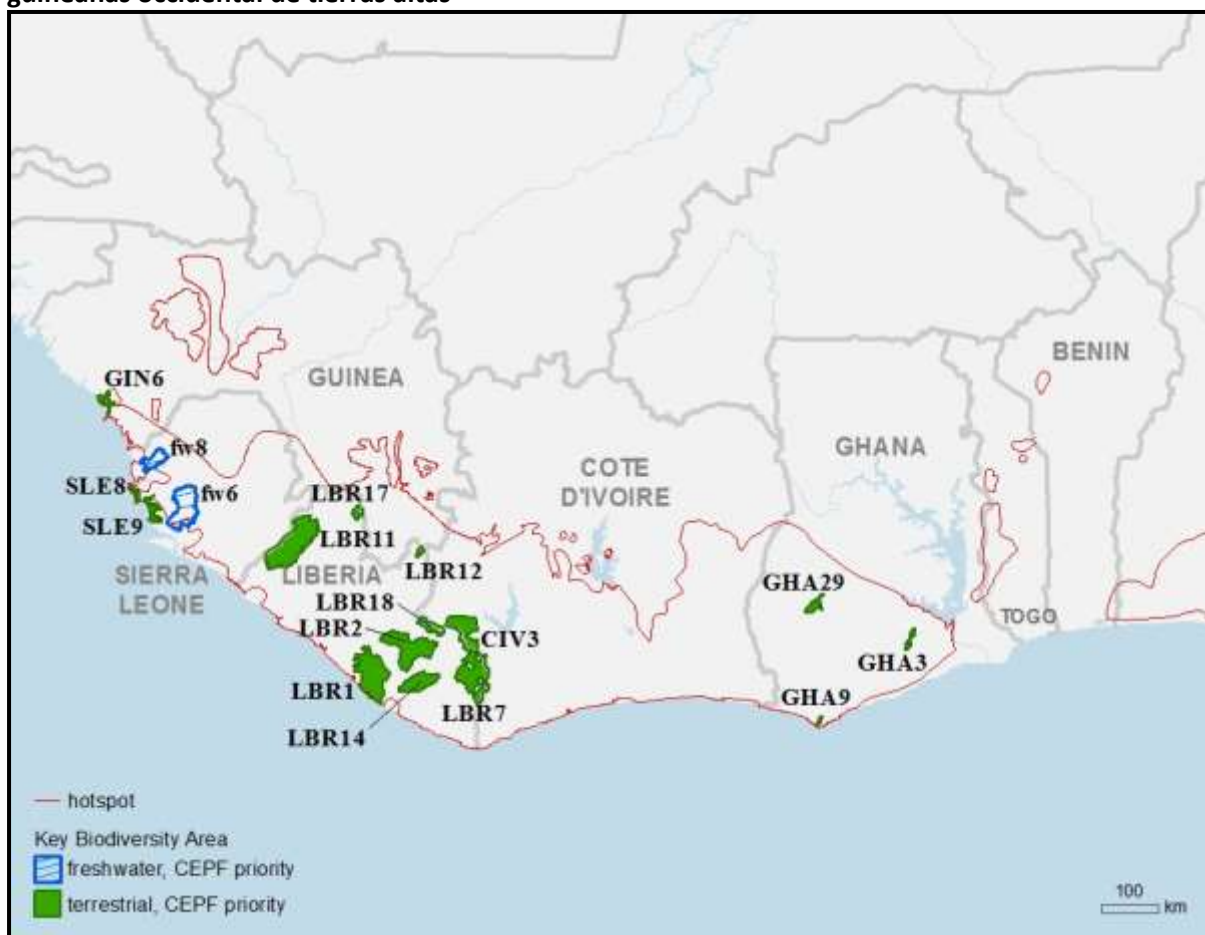 guineanas occidental de tierras altas
BENIN
GUINEA
GIN6
GHANA
fw8
COTE
D'IVOIRE
SLE8
fw6
LBR17
SLE9
LBR11
LBR12
SIERRA
LEONE
LIBERIA
GHA29
LBR18
TOGO
LBR2
CIV3
GHA3
LBR1
LBR7
GHA9
LBR14
hotspot
Key Biodiversity Area
freshwater, CEPF priority
terrestrial, CEPF priority
100
km